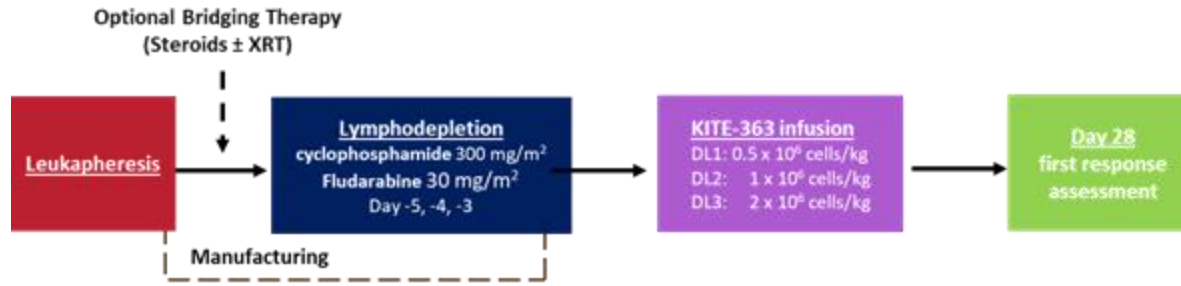 Optional Bridging Therapy
(Steroids ± XRT)
Leukapheresis
Lymphodepletion
cyclophosphamide 300 mg/m²
Fludarabine 30 mg/m²
Day -5, -4, -3
KITE-363 infusion
DL1: 0.5 x 10⁶ cells/kg
DL2: 1 x 10⁶ cells/kg
DL3: 2 x 10⁶ cells/kg
Day 28
first response
assessment
Manufacturing